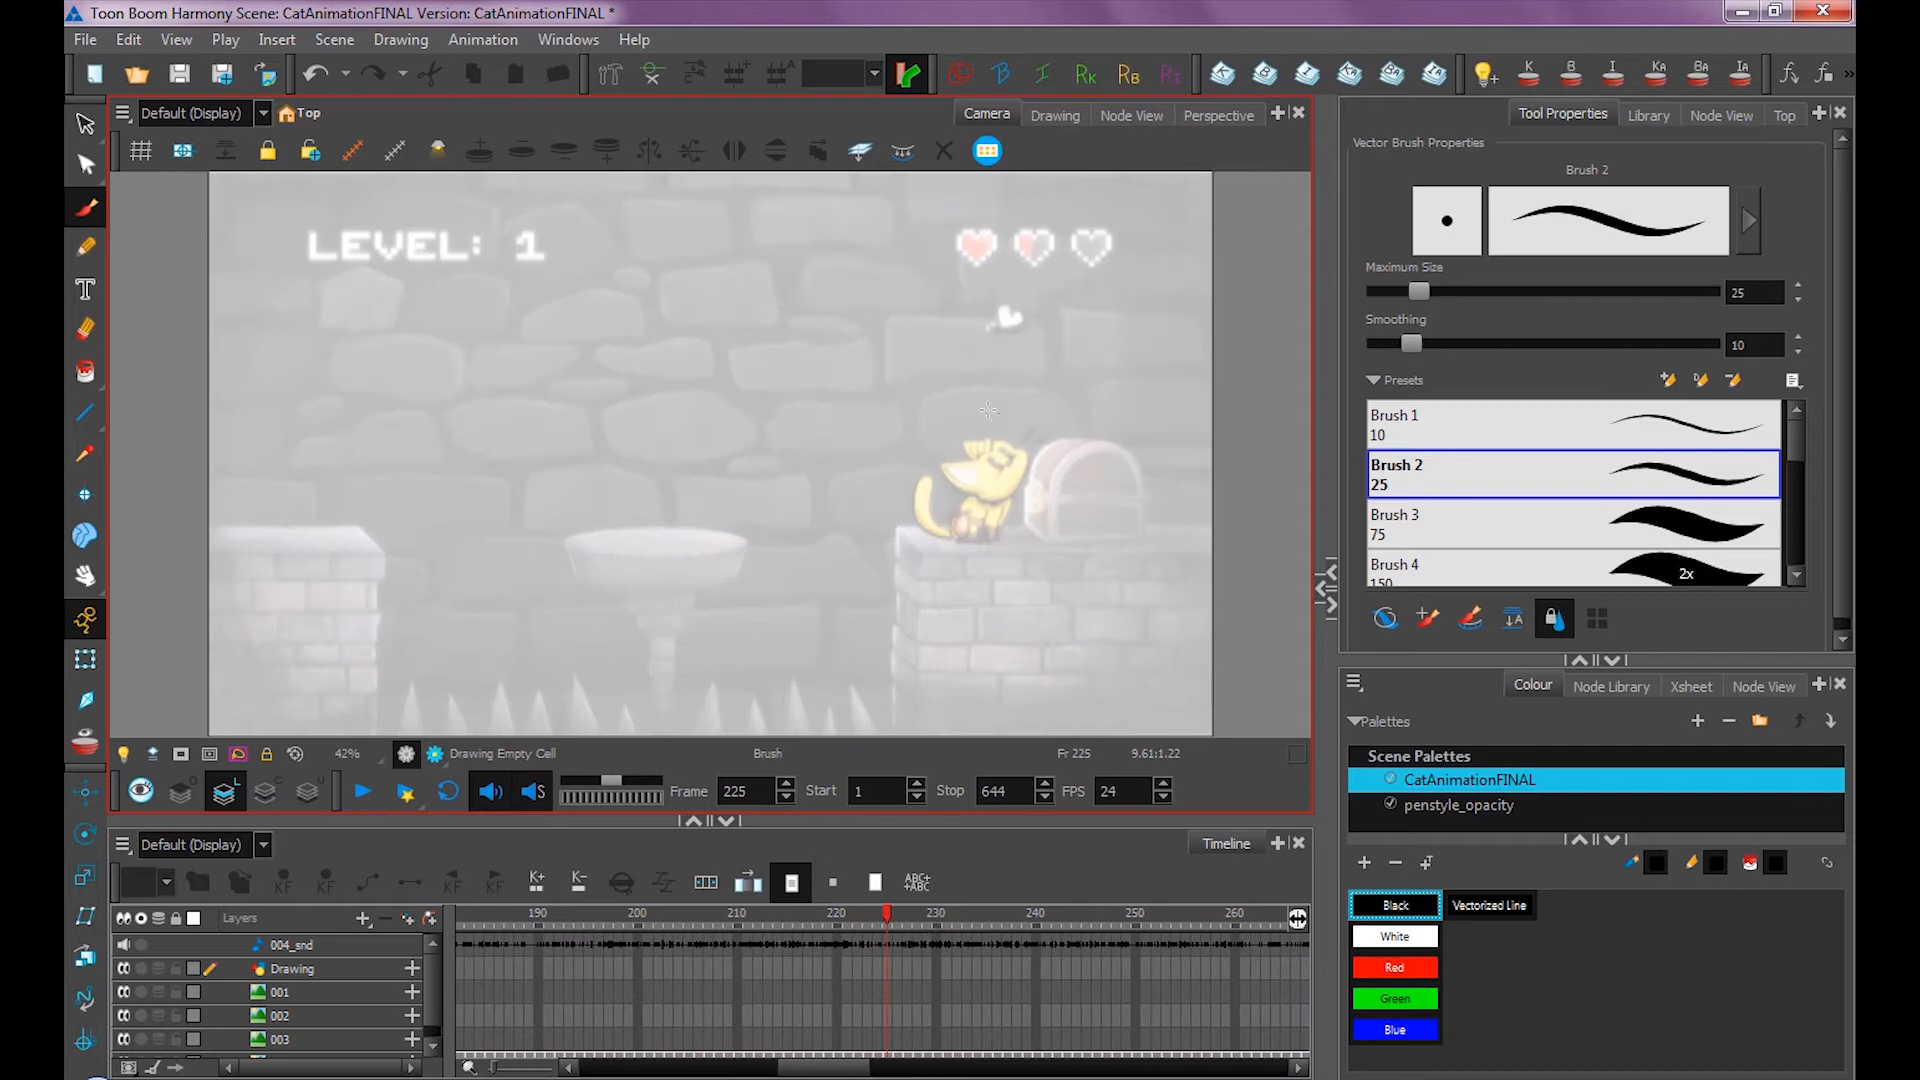 Toon Boom Harmony Scene: CatAnimationFINAL Version: CatAnimationFINAL *
File Edit View Play Insert Scene Drawing Animation Windows Help
Default (Display) Top Camera Drawing Node View Perspective
Tool Properties Library Node View Top
Vector Brush Properties
Brush 2
LEVEL: 1
Maximum Size
25
Smoothing
10
Presets
Brush 1
10
Brush 2
25
Brush 3
75
Brush 4
150
2x
42% Drawing Empty Cell Brush Fr 225 9.61:1.22
Frame 225 Start 1 Stop 644 FPS 24
Colour Node Library Xsheet Node View
Palettes
Scene Palettes
CatAnimationFINAL
penstyle_opacity
Default (Display) Timeline
Layers 190 200 210 220 230 240 250 260
004_snd
Drawing
001
002
003
Black Vectorized Line
White
Red
Green
Blue